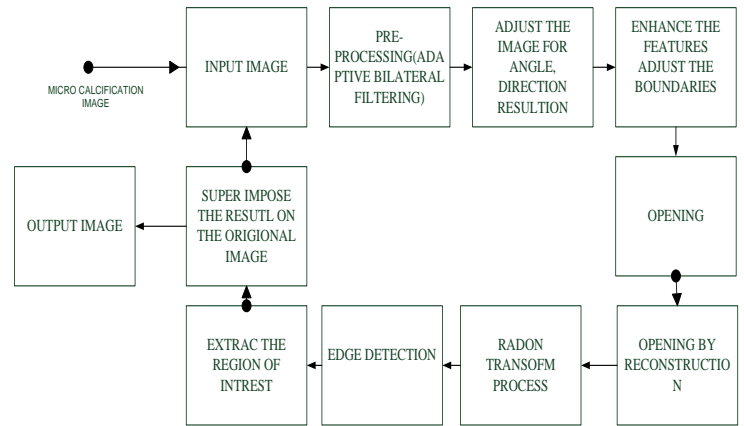 MICRO CALCIFICATION
IMAGE
INPUT IMAGE
PRE-
PROCESSING(ADA
PTIVE BILATERAL
FILTERING)
ADJUST THE
IMAGE FOR
ANGLE,
DIRECTION
RESULTION
ENHANCE THE
FEATURES
ADJUST THE
BOUNDARIES
OPENING
OPENING BY
RECONSTRUCTIO
N
RADON
TRANSOFM
PROCESS
EDGE DETECTION
EXTRAC THE
REGION OF
INTREST
SUPER IMPOSE
THE RESUTL ON
THE ORIGIONAL
IMAGE
OUTPUT IMAGE